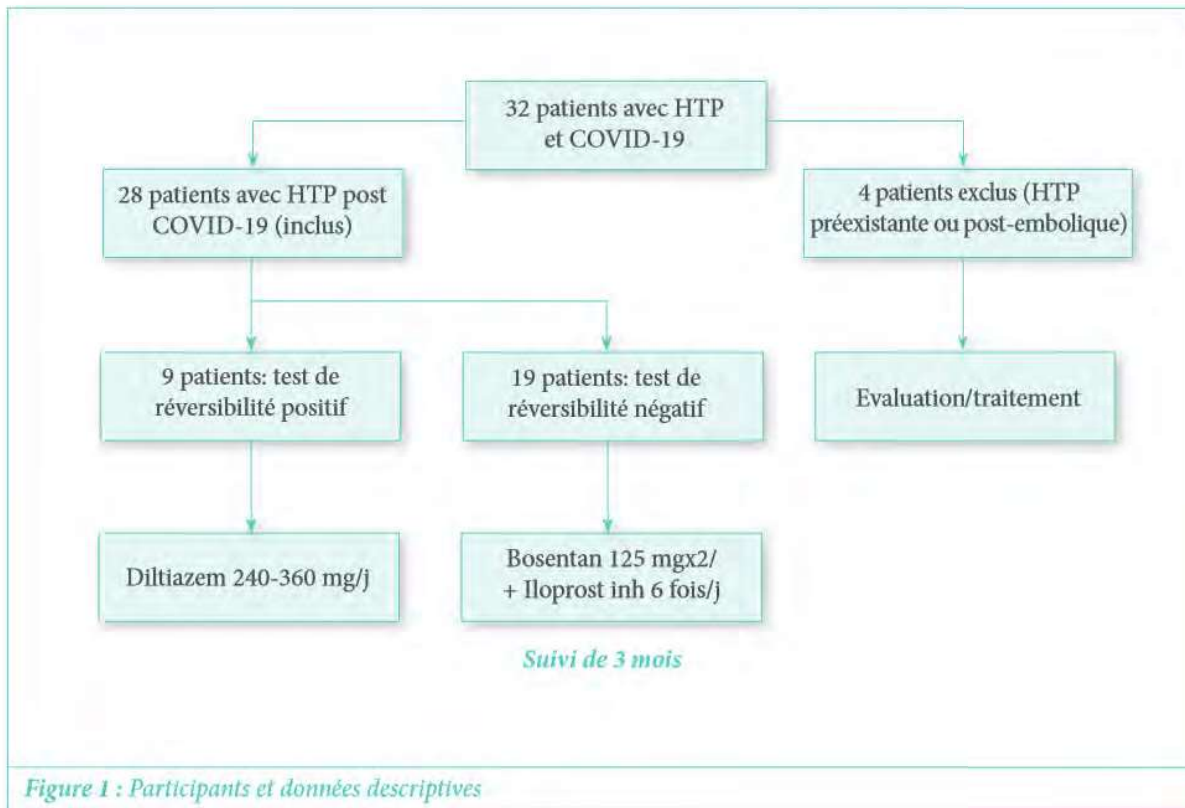 32 patients avec HTP
et COVID-19
28 patients avec HTP post
COVID-19 (inclus)
4 patients exclus (HTP
préexistante ou post-embolique)
9 patients: test de
réversibilité positif
19 patients: test de
réversibilité négatif
Evaluation/traitement
Diltiazem 240-360 mg/j
Bosentan 125 mgx2/
+ Iloprost inh 6 fois/j
Suivi de 3 mois
Figure 1 : Participants et données descriptives